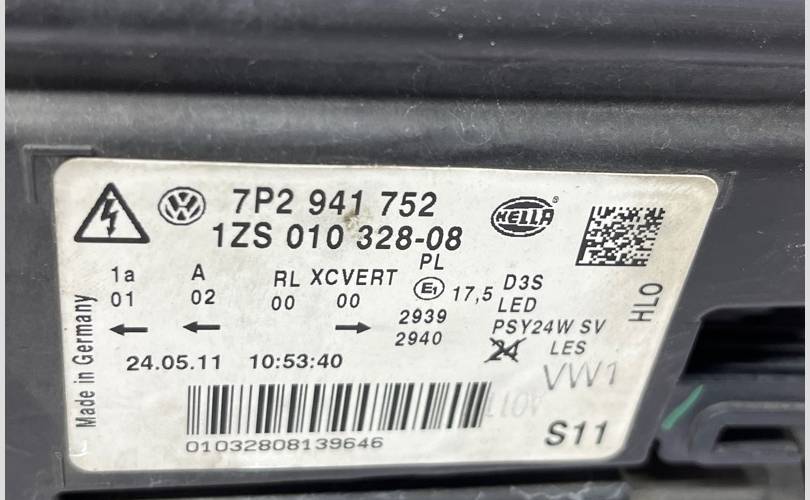 7P2 941 752
1ZS 010 328-08
HELLA
1a A RL XCVERT PL
01 02 00 00 E1 17,5 D3S
LED
2939 PSY24W SV
2940 24 LES
HLO
Made in Germany
24.05.11 10:53:40
VW1
01032808139646
S11